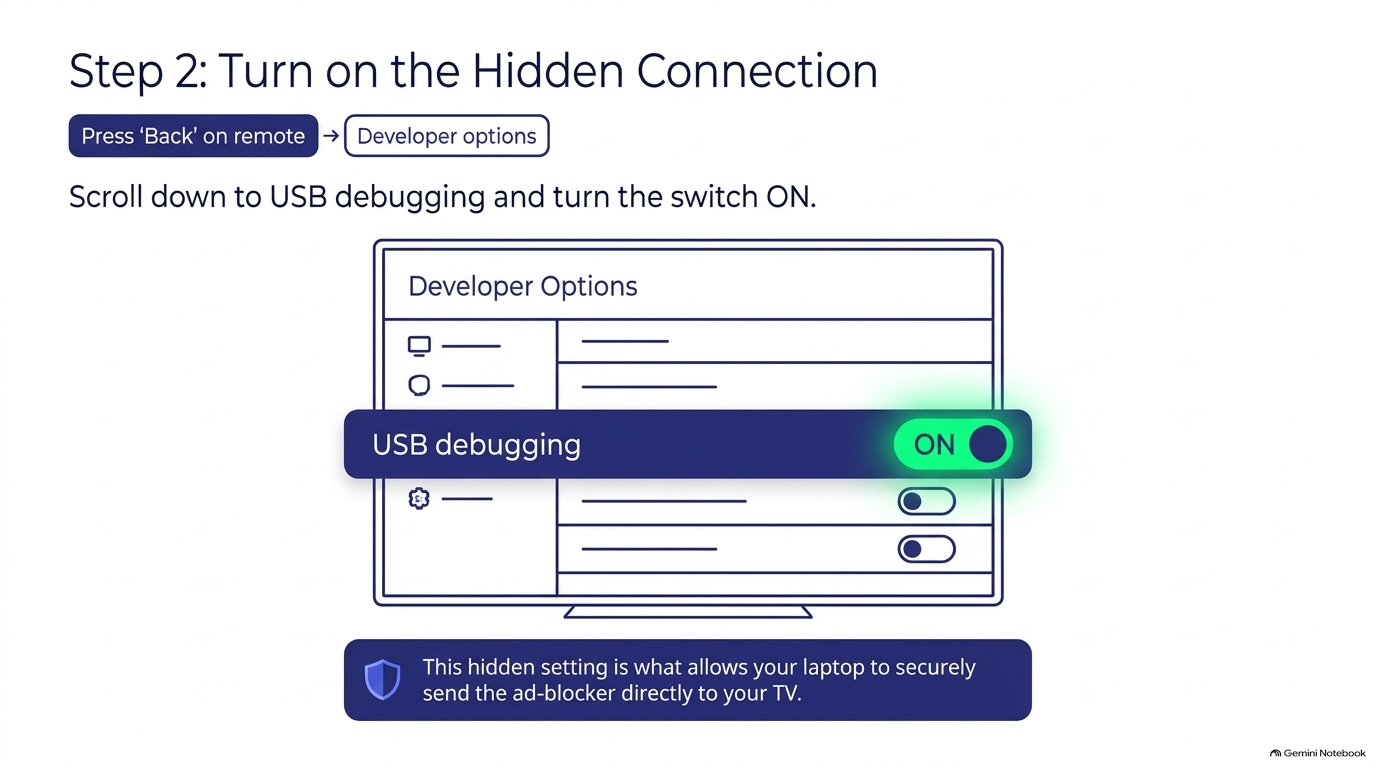 Step 2: Turn on the Hidden Connection
Press ‘Back’ on remote → Developer options
Scroll down to USB debugging and turn the switch ON.
Developer Options
USB debugging ON
This hidden setting is what allows your laptop to securely
send the ad-blocker directly to your TV.
Gemini Notebook